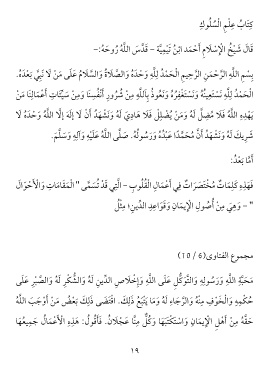 كِتَابُ عِلْمِ السُّلُوكِ
قَالَ شَيْخُ الْإِسْلَامِ أَحْمَد ابْنُ تَيْمِيَّة - قَدَّسَ اللَّهُ رُوحَهُ:-
بِسْمِ اللَّهِ الرَّحْمَنِ الرَّحِيمِ الْحَمْدُ لِلَّهِ وَحْدَهُ وَالصَّلَاةُ وَالسَّلَامُ عَلَى مَنْ لَا نَبِيَّ بَعْدَهُ.
الْحَمْدُ لِلَّهِ نَسْتَعِينُهُ وَنَسْتَغْفِرُهُ وَنَعُوذُ بِاَللَّهِ مِنْ شُرُورِ أَنْفُسِنَا وَمِنْ سَيِّئَاتِ أَعْمَالِنَا مَنْ
يَهْدِهِ اللَّهُ فَلَا مُضِلَّ لَهُ وَمَنْ يُضْلِلْ فَلَا هَادِيَ لَهُ وَنَشْهَدُ أَنْ لَا إلَهَ إلَّا اللَّهُ وَحْدَهُ لَا
شَرِيكَ لَهُ وَنَشْهَدُ أَنَّ مُحَمَّدًا عَبْدُهُ وَرَسُولُهُ. صَلَّى اللَّهُ عَلَيْهِ وَآلِهِ وَسَلَّمَ.
أَمَّا بَعْدُ:
فَهَذِهِ كَلِمَاتٌ مُخْتَصَرَاتٌ فِي أَعْمَالِ الْقُلُوبِ - الَّتِي قَدْ تُسَمَّى " الْمَقَامَاتِ وَالْأَحْوَالَ
" - وَهِيَ مِنْ أُصُولِ الْإِيمَانِ وَقَوَاعِدِ الدِّينِ؛ مِثْلُ
مجموع الفتاوى (6 / 10)
مَحَبَّةِ اللَّهِ وَرَسُولِهِ وَالتَّوَكُّلِ عَلَى اللَّهِ وَإِخْلَاصِ الدِّينِ لَهُ وَالشُّكْرِ لَهُ وَالصَّبْرِ عَلَى
حُكْمِهِ وَالْخَوْفِ مِنْهُ وَالرَّجَاءِ لَهُ وَمَا يَتْبَعُ ذَلِكَ. اقْتَضَى ذَلِكَ بَعْضُ مَنْ أَوْجَبَ اللَّهُ
حَقَّهُ مِنْ أَهْلِ الْإِيمَانِ وَاسْتَكْتَبَهَا وَكُلٌّ مِنَّا عَجْلَانُ. فَأَقُولُ: هَذِهِ الْأَعْمَالُ جَمِيعُهَا
١٩